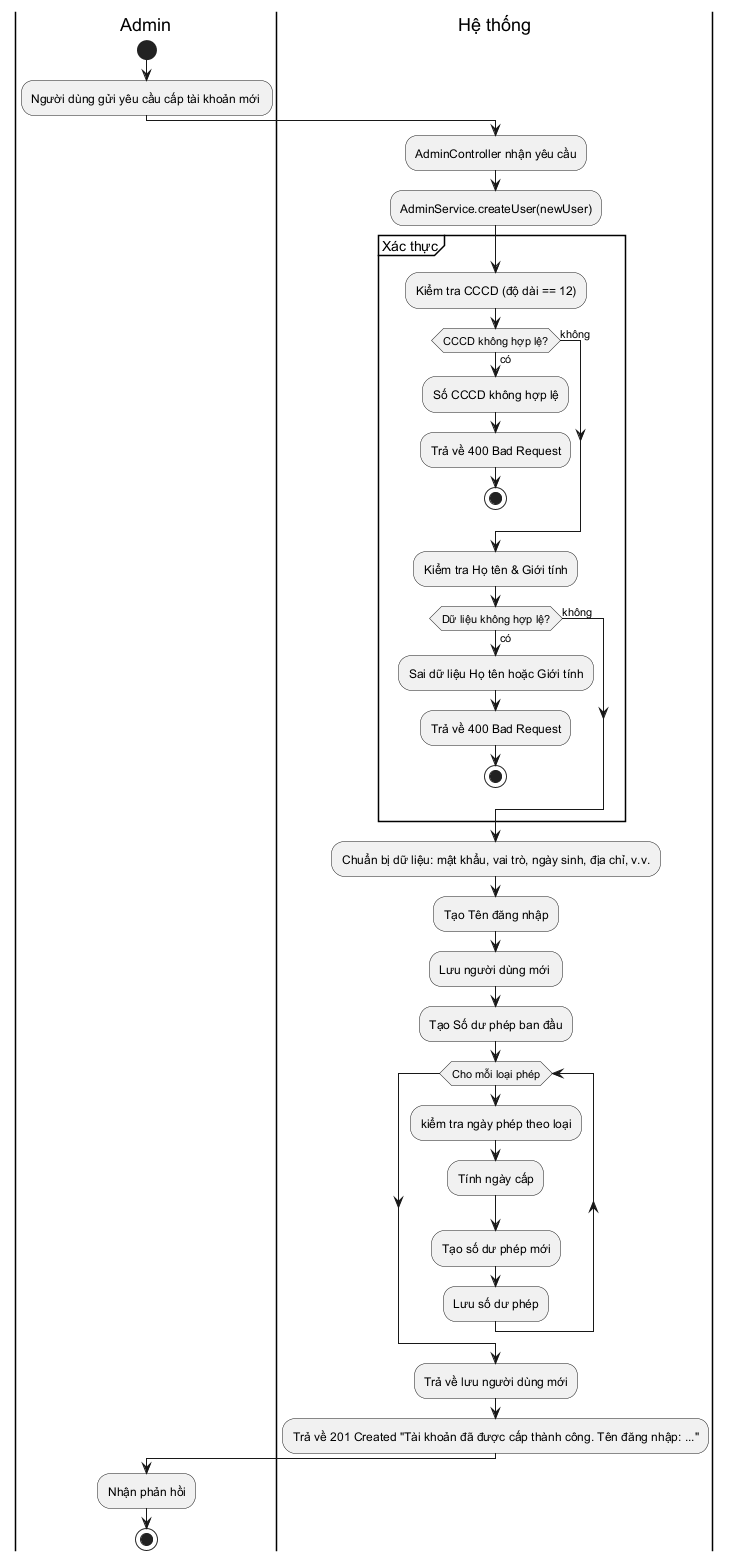 Admin
Hệ thống
Người dùng gửi yêu cầu cấp tài khoản mới
AdminController nhận yêu cầu
AdminService.createUser(newUser)
Xác thực
Kiểm tra CCCD (độ dài == 12)
CCCD không hợp lệ?
không
có
Số CCCD không hợp lệ
Trả về 400 Bad Request
Kiểm tra Họ tên & Giới tính
Dữ liệu không hợp lệ?
không
có
Sai dữ liệu Họ tên hoặc Giới tính
Trả về 400 Bad Request
Chuẩn bị dữ liệu: mật khẩu, vai trò, ngày sinh, địa chỉ, v.v.
Tạo Tên đăng nhập
Lưu người dùng mới
Tạo Số dư phép ban đầu
Cho mỗi loại phép
kiểm tra ngày phép theo loại
Tính ngày cấp
Tạo số dư phép mới
Lưu số dư phép
Trả về lưu người dùng mới
Trả về 201 Created "Tài khoản đã được cấp thành công. Tên đăng nhập: ..."
Nhận phản hồi